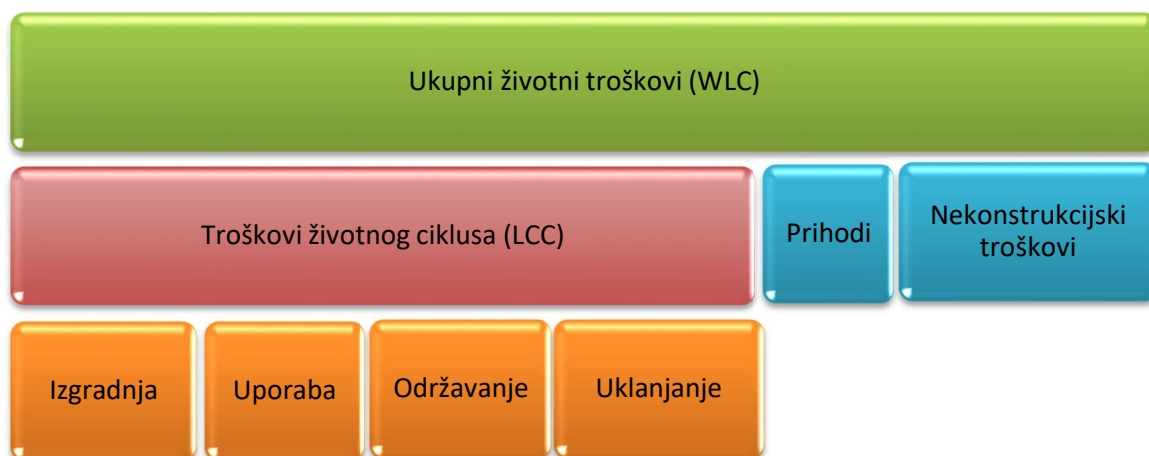 Ukupni životni troškovi (WLC)
Troškovi životnog ciklusa (LCC)
Prihodi
Nekonstrukcijski
troškovi
Izgradnja
Uporaba
Održavanje
Uklanjanje